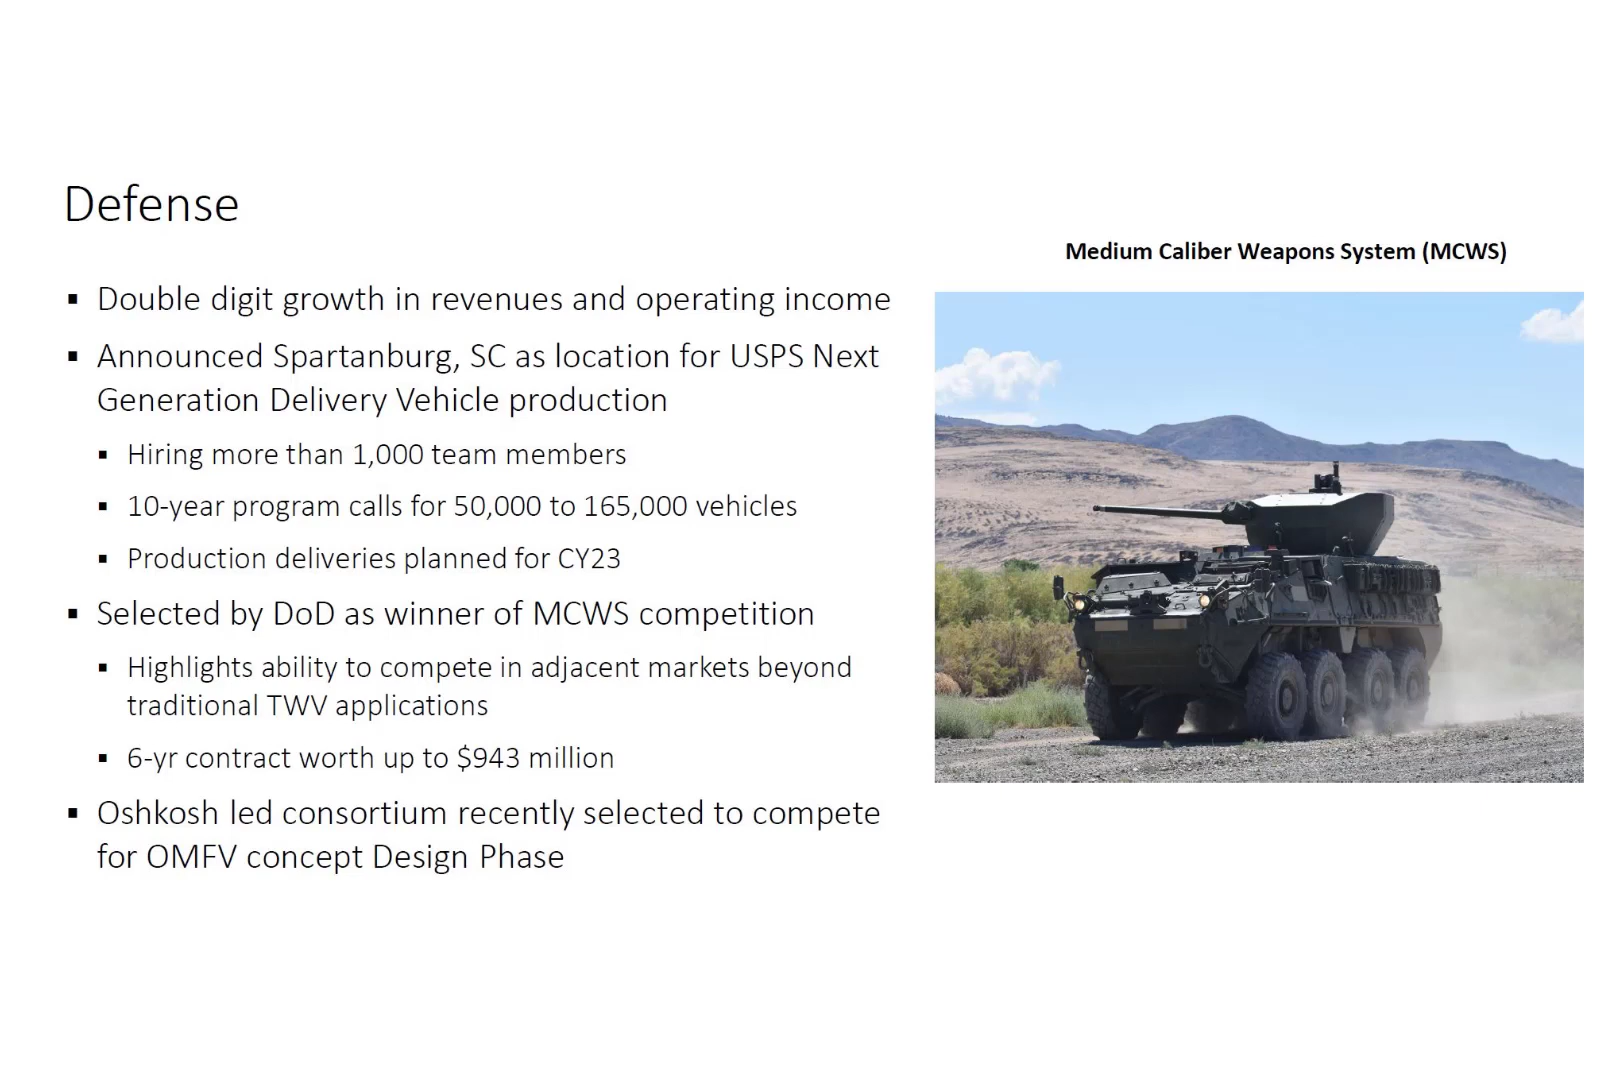 Defense
Medium Caliber Weapons System (MCWS)
▪ Double digit growth in revenues and operating income
▪ Announced Spartanburg, SC as location for USPS Next
Generation Delivery Vehicle production
▪ Hiring more than 1,000 team members
▪ 10-year program calls for 50,000 to 165,000 vehicles
▪ Production deliveries planned for CY23
▪ Selected by DoD as winner of MCWS competition
▪ Highlights ability to compete in adjacent markets beyond
traditional TWV applications
▪ 6-yr contract worth up to $943 million
▪ Oshkosh led consortium recently selected to compete
for OMFV concept Design Phase